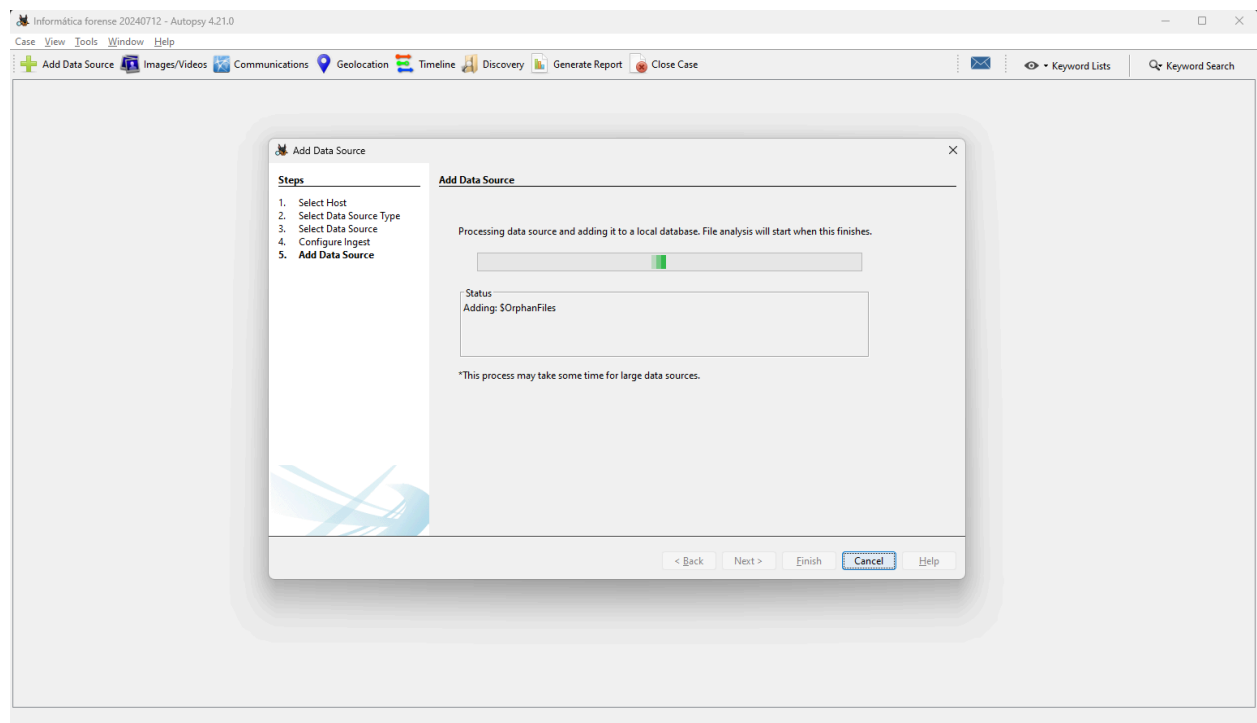 Informática forense 20240712 - Autopsy 4.21.0
Case View Tools Window Help
Add Data Source Images/Videos Communications Geolocation Timeline Discovery Generate Report Close Case Keyword Lists Keyword Search
Add Data Source
Steps
1. Select Host
2. Select Data Source Type
3. Select Data Source
4. Configure Ingest
5. Add Data Source
Add Data Source
Processing data source and adding it to a local database. File analysis will start when this finishes.
Status
Adding: $OrphanFiles
*This process may take some time for large data sources.
< Back Next > Finish Cancel Help